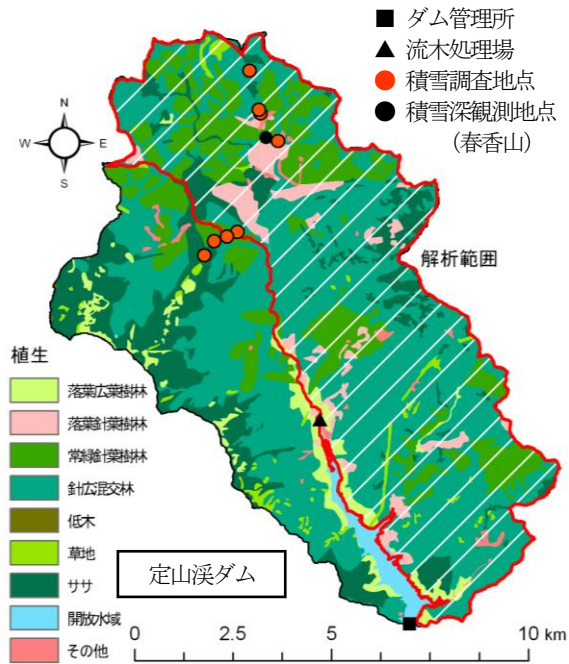 ■ ダム管理所
▲ 流木処理場
● 積雪調査地点
● 積雪深観測地点
(春香山)
N
W E
S
解析範囲
植生
落葉広葉樹林
落葉針葉樹林
常緑針葉樹林
針広混交林
低木
草地
ササ
開放水域
その他
定山渓ダム
0 2.5 5 10 km